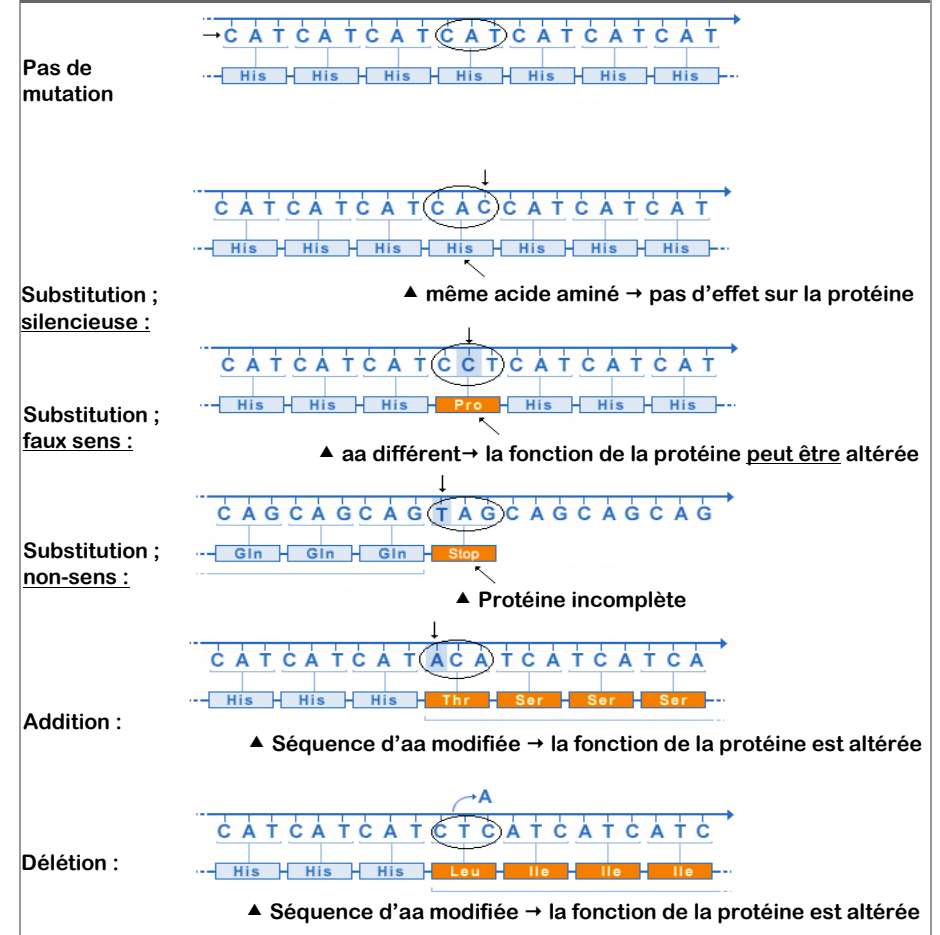 C A T C A T C A T C A T C A T C A T C A T
Pas de
mutation
His His His His His His His
C A T C A T C A T C A C C A T C A T C A T
His His His His His His His
Substitution ;
silencieuse :
▲ même acide aminé → pas d'effet sur la protéine
C A T C A T C A T C C T C A T C A T C A T
His His His Pro His His His
Substitution ;
faux sens :
▲ aa différent→ la fonction de la protéine peut être altérée
C A G C A G C A G T A G C A G C A G C A G
Substitution ;
non-sens :
Gln Gln Gln Stop
▲ Protéine incomplète
C A T C A T C A T A C A T C A T C A T C A
His His His Thr Ser Ser Ser
Addition :
▲ Séquence d'aa modifiée → la fonction de la protéine est altérée
A
C A T C A T C A T C T C A T C A T C A T C
Délétion :
His His His Leu Ile Ile Ile
▲ Séquence d'aa modifiée → la fonction de la protéine est altérée